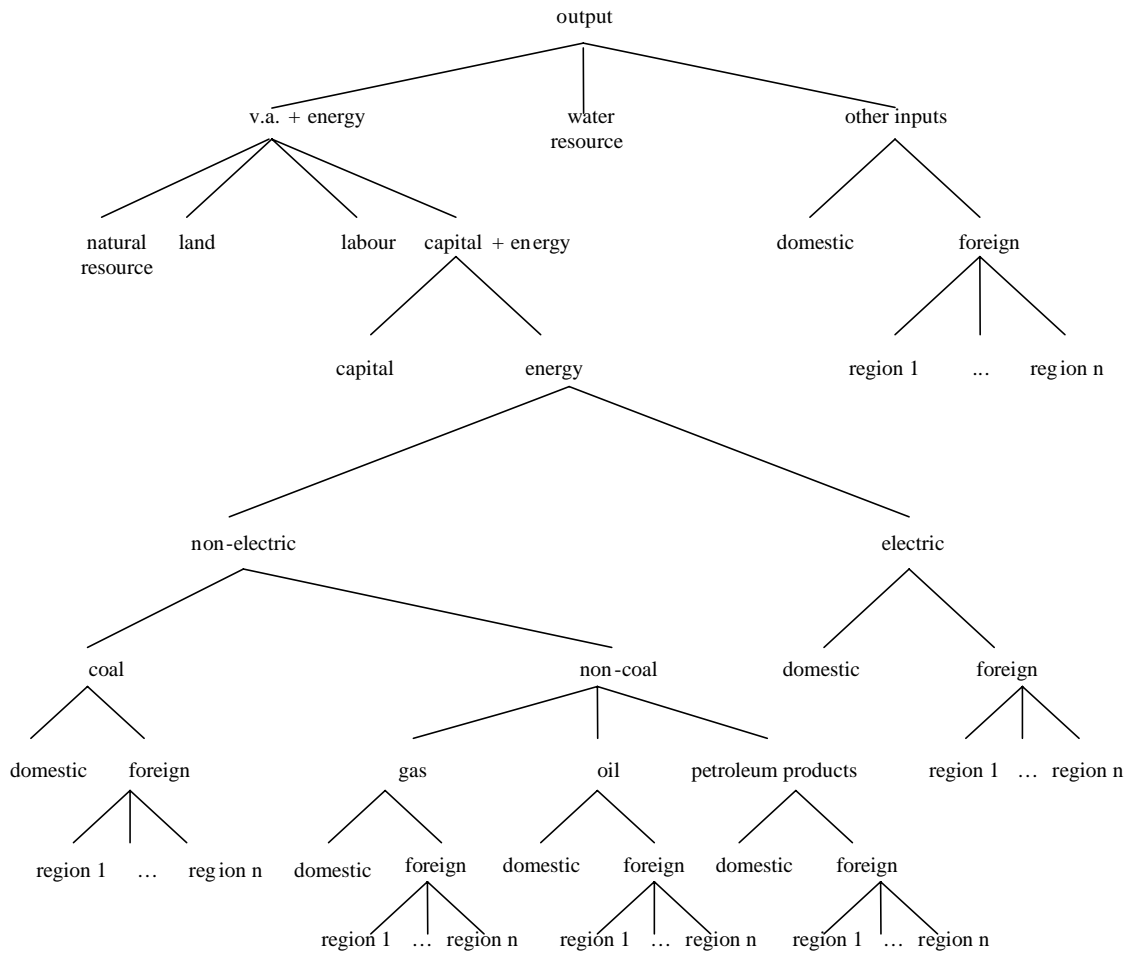 output
v.a. + energy
water
resource
other inputs
natural
resource
land
labour
capital + energy
domestic
foreign
capital
energy
region 1
...
region n
non-electric
electric
coal
non-coal
domestic
foreign
domestic
foreign
gas
oil
petroleum products
region 1
…
region n
region 1
…
region n
domestic
foreign
domestic
foreign
domestic
foreign
region 1
…
region n
region 1
…
region n
region 1
…
region n